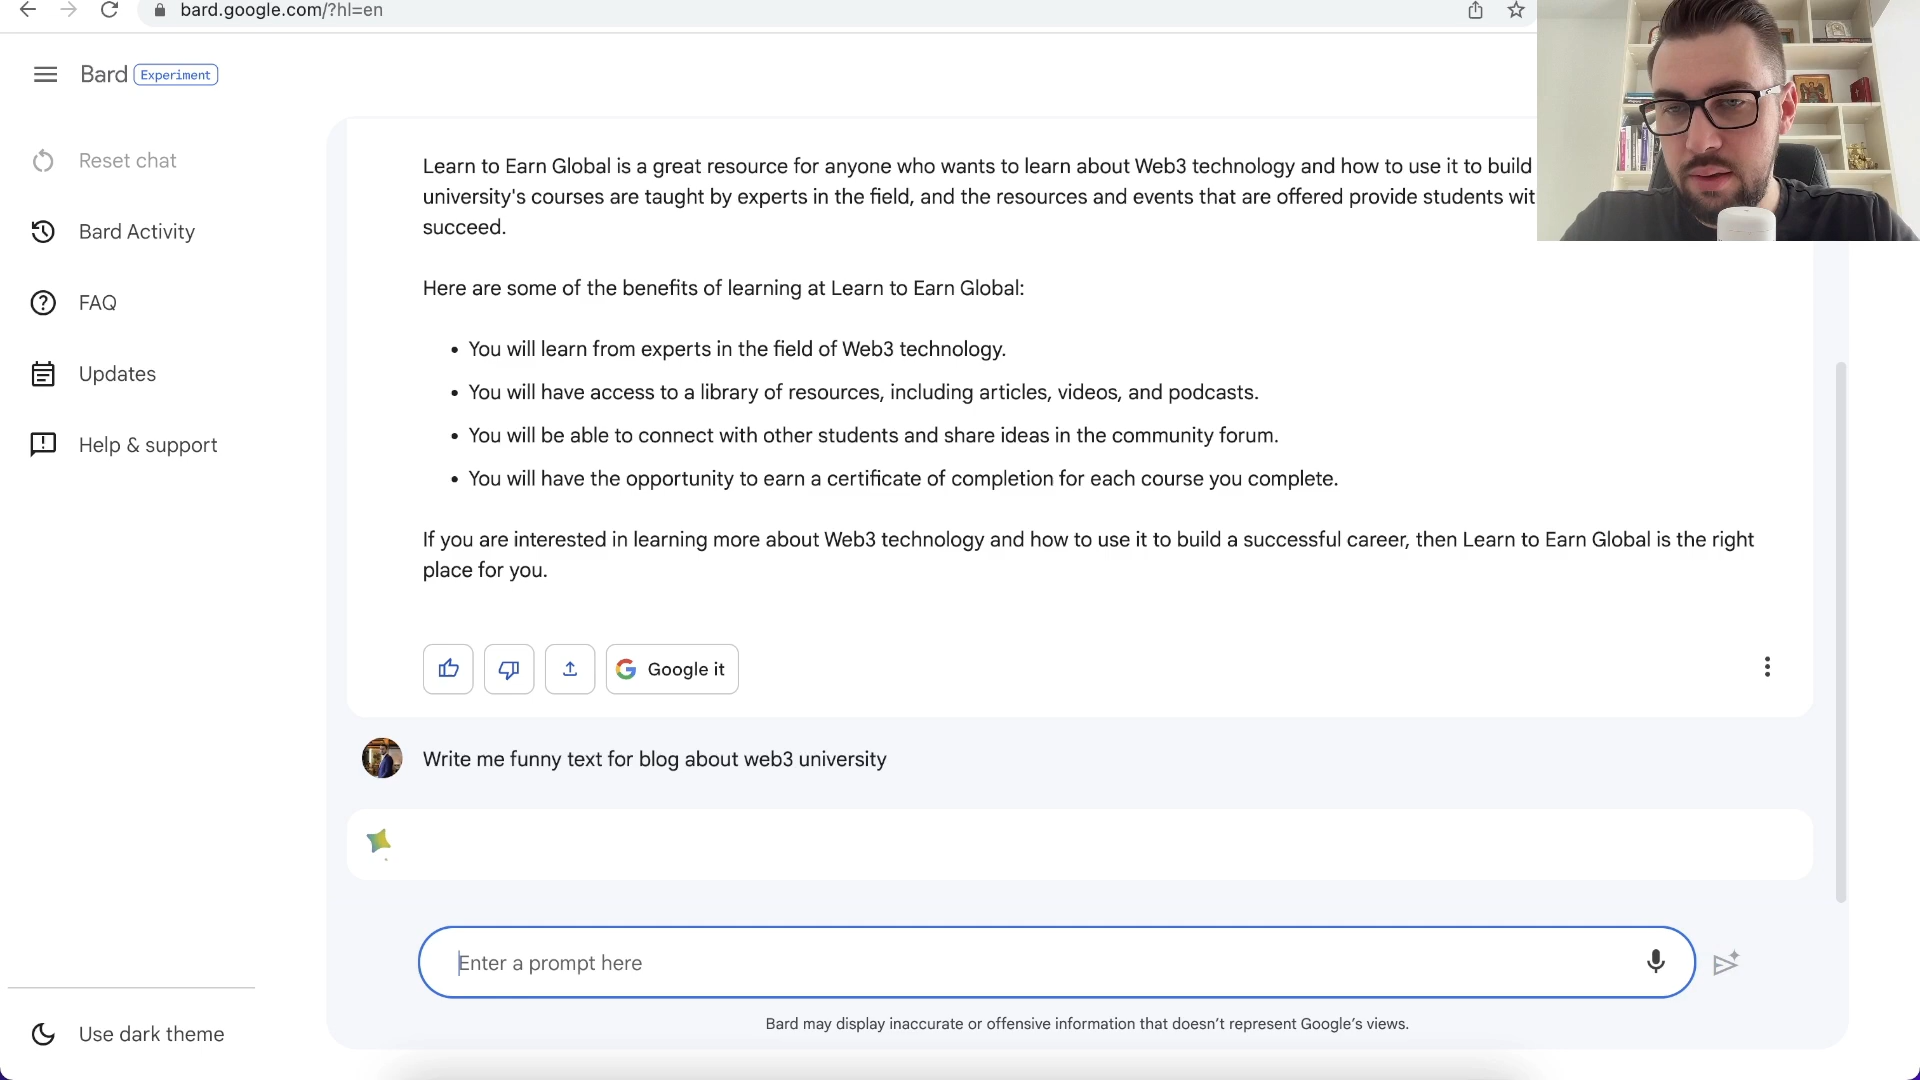 bard.google.com/?hl=en
Bard Experiment
Reset chat
Bard Activity
FAQ
Updates
Help & support
Use dark theme
Learn to Earn Global is a great resource for anyone who wants to learn about Web3 technology and how to use it to build
university's courses are taught by experts in the field, and the resources and events that are offered provide students wit
succeed.
Here are some of the benefits of learning at Learn to Earn Global:
• You will learn from experts in the field of Web3 technology.
• You will have access to a library of resources, including articles, videos, and podcasts.
• You will be able to connect with other students and share ideas in the community forum.
• You will have the opportunity to earn a certificate of completion for each course you complete.
If you are interested in learning more about Web3 technology and how to use it to build a successful career, then Learn to Earn Global is the right
place for you.
Google it
Write me funny text for blog about web3 university
Enter a prompt here
Bard may display inaccurate or offensive information that doesn't represent Google's views.